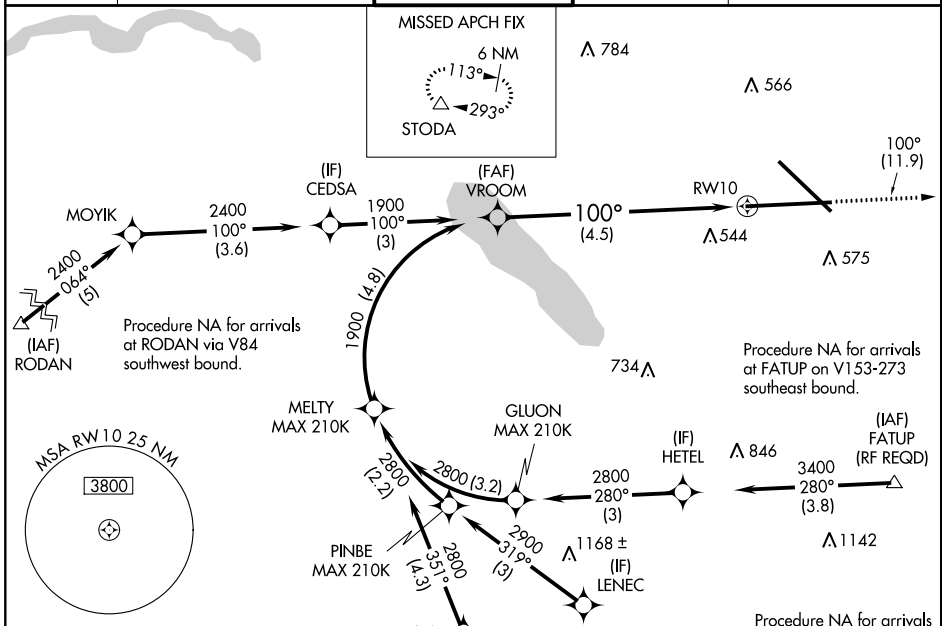 MISSED APCH FIX
6 NM
113°
293°
STODA
784
566
100°
(11.9)
(IF)
CEDSA
(FAF)
VROOM
RW10
MOYIK
2400
100°
(3.6)
1900
100°
(3)
100°
(4.5)
544
575
2400
064°
(5)
(IAF)
RODAN
Procedure NA for arrivals
at RODAN via V84
southwest bound.
1900 (4.8)
734
Procedure NA for arrivals
at FATUP on V153-273
southeast bound.
MELTY
MAX 210K
GLUON
MAX 210K
(IF)
HETEL
846
(IAF)
FATUP
(RF REQD)
MSA RW10 25 NM
3800
2800
(2.2)
2800 (3.2)
2800
280°
(3)
3400
280°
(3.8)
PINBE
MAX 210K
2800
351°
(4.3)
2900
319°
(3)
1168 ±
(IF)
LENEC
1142
Procedure NA for arrivals